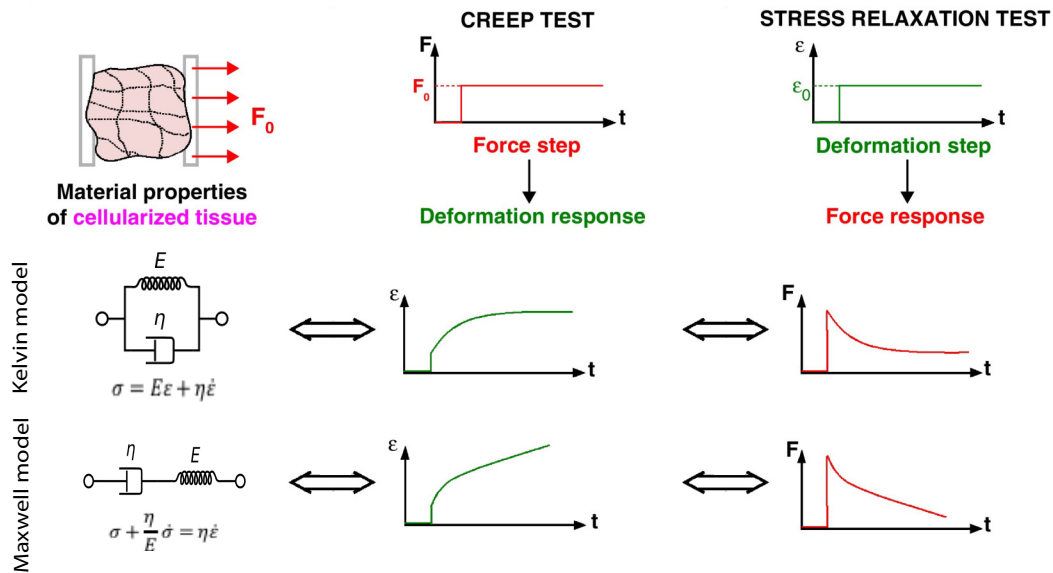 CREEP TEST
STRESS RELAXATION TEST
F
F₀
t
Force step
Deformation response
ε
ε₀
t
Deformation step
Force response
F₀
Material properties
of cellularized tissue
Kelvin model
E
η
σ = Eε + ηε̇
ε
t
F
t
Maxwell model
η
E
σ + η/E σ̇ = ηε̇
ε
t
F
t